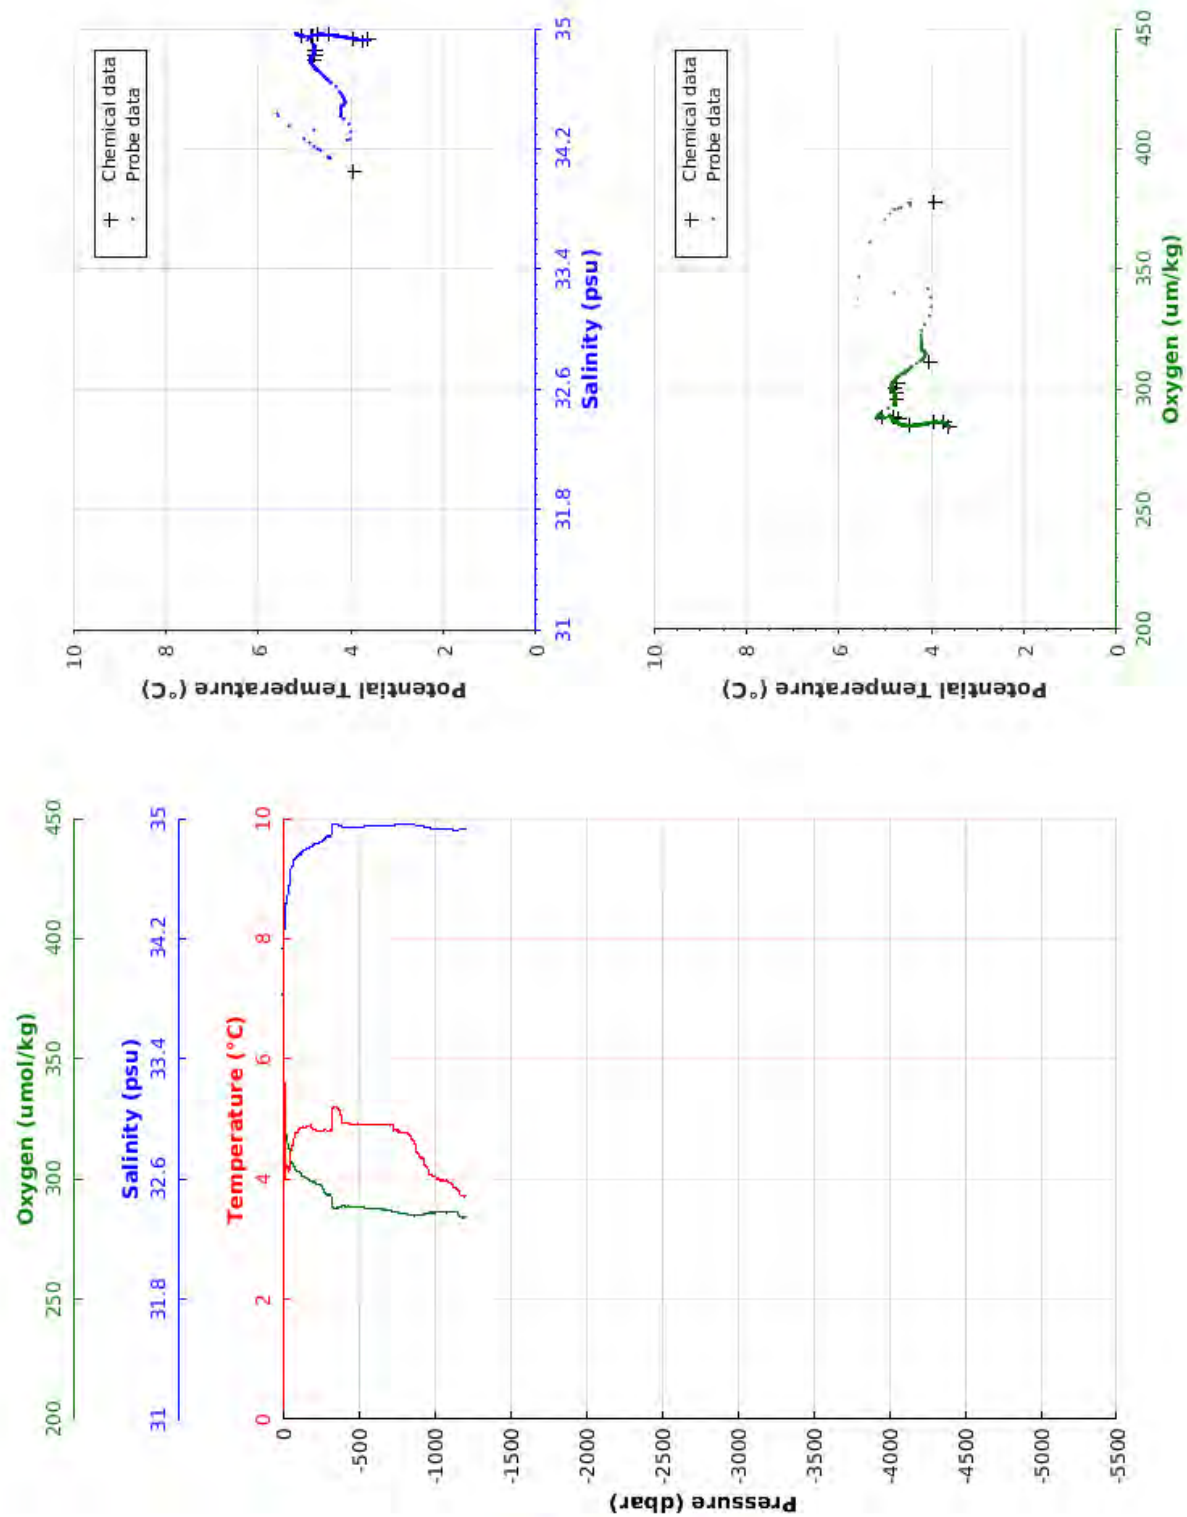 Oxygen (umol/kg)
200 250 300 350 400 450
Salinity (psu)
31 31.8 32.6 33.4 34.2 35
Temperature (°C)
0 2 4 6 8 10
0
-500
-1000
-1500
-2000
-2500
-3000
-3500
-4000
-4500
-5000
-5500
Pressure (dbar)
10
8
6
4
2
0
Potential Temperature (°C)
Chemical data
Probe data
31 31.8 32.6 33.4 34.2 35
Salinity (psu)
10
8
6
4
2
0
Potential Temperature (°C)
Chemical data
Probe data
200 250 300 350 400 450
Oxygen (um/kg)